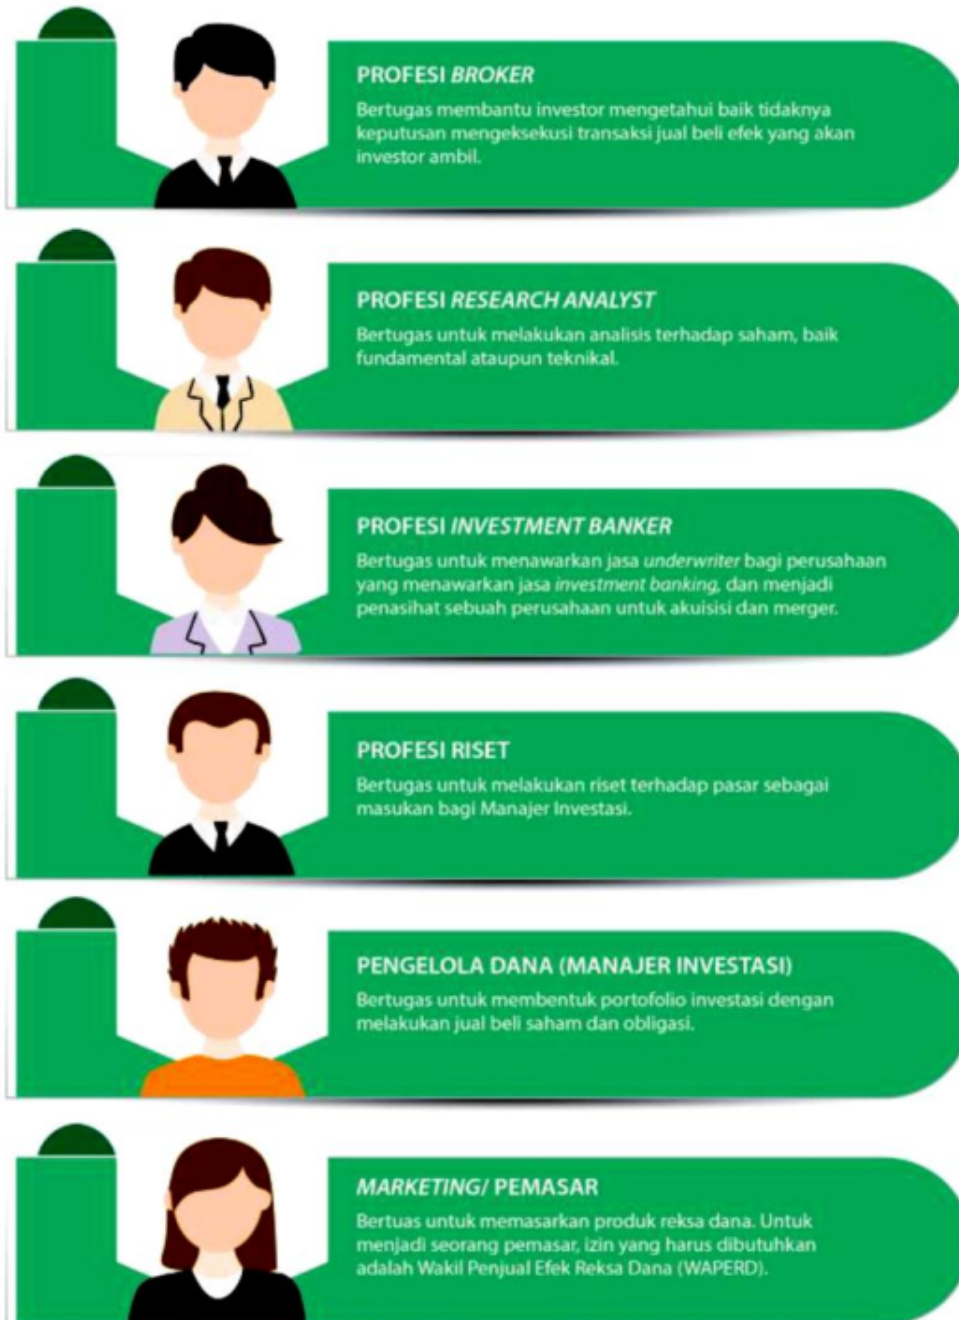 PROFESI BROKER
Bertugas membantu investor mengetahui baik tidaknya
keputusan mengeksekusi transaksi jual beli efek yang akan
investor ambil.
PROFESI RESEARCH ANALYST
Bertugas untuk melakukan analisis terhadap saham, baik
fundamental ataupun teknikal.
PROFESI INVESTMENT BANKER
Bertugas untuk menawarkan jasa underwriter bagi perusahaan
yang menawarkan jasa investment banking, dan menjadi
penasihat sebuah perusahaan untuk akuisisi dan merger.
PROFESI RISET
Bertugas untuk melakukan riset terhadap pasar sebagai
masukan bagi Manajer Investasi.
PENGELOLA DANA (MANAJER INVESTASI)
Bertugas untuk membentuk portofolio investasi dengan
melakukan jual beli saham dan obligasi.
MARKETING/ PEMASAR
Bertuas untuk memasarkan produk reksa dana. Untuk
menjadi seorang pemasar, izin yang harus dibutuhkan
adalah Wakil Penjual Efek Reksa Dana (WAPERD).